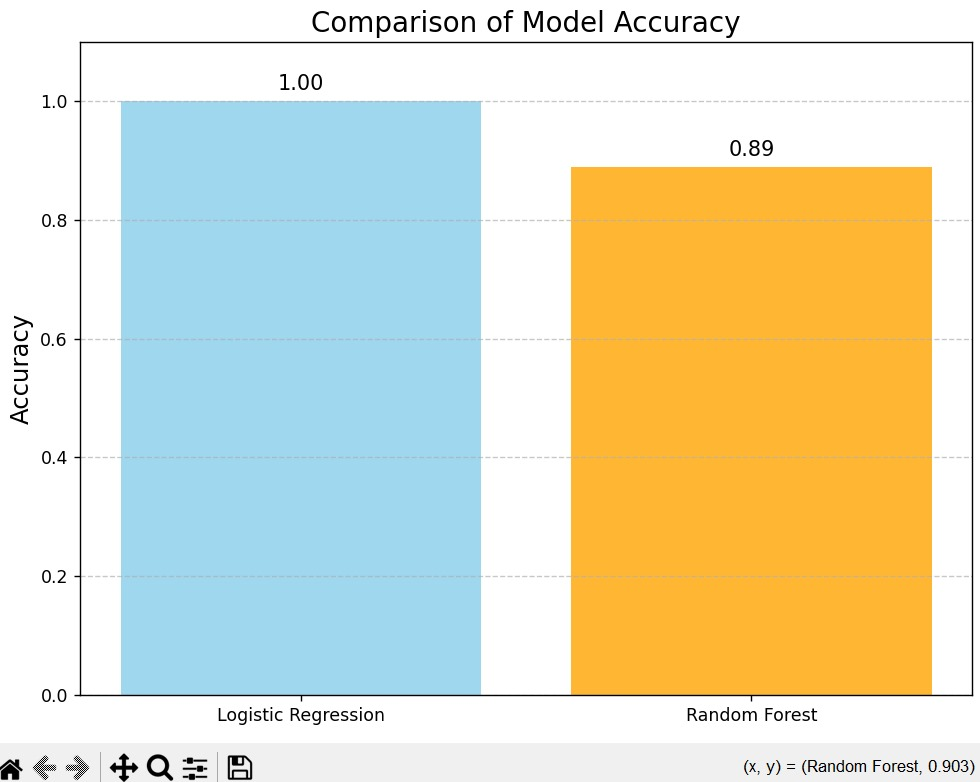 Comparison of Model Accuracy
1.00
0.89
Accuracy
1.0
0.8
0.6
0.4
0.2
0.0
Logistic Regression
Random Forest
(x, y) = (Random Forest, 0.903)